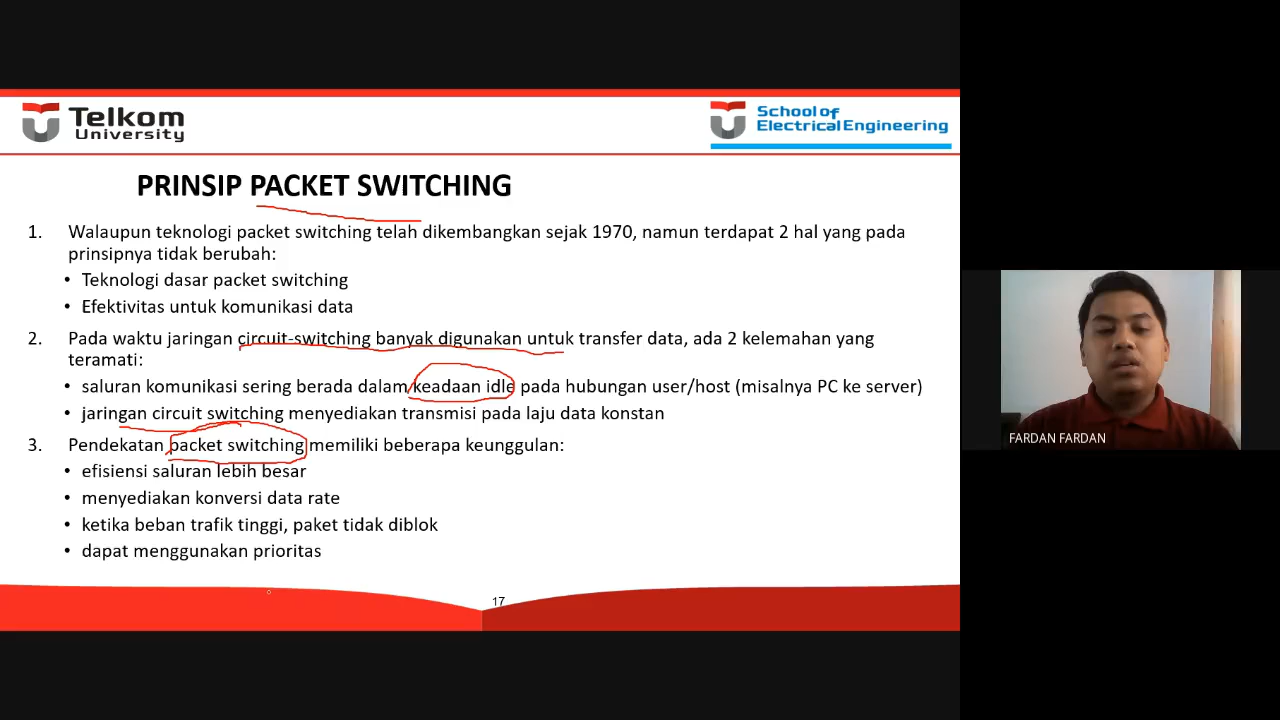 Telkom
University
School of
Electrical Engineering
PRINSIP PACKET SWITCHING
1. Walaupun teknologi packet switching telah dikembangkan sejak 1970, namun terdapat 2 hal yang pada
prinsipnya tidak berubah:
• Teknologi dasar packet switching
• Efektivitas untuk komunikasi data
2. Pada waktu jaringan circuit-switching banyak digunakan untuk transfer data, ada 2 kelemahan yang
teramati:
• saluran komunikasi sering berada dalam keadaan idle pada hubungan user/host (misalnya PC ke server)
• jaringan circuit switching menyediakan transmisi pada laju data konstan
3. Pendekatan packet switching memiliki beberapa keunggulan:
• efisiensi saluran lebih besar
• menyediakan konversi data rate
• ketika beban trafik tinggi, paket tidak diblok
• dapat menggunakan prioritas
17
FARDAN FARDAN